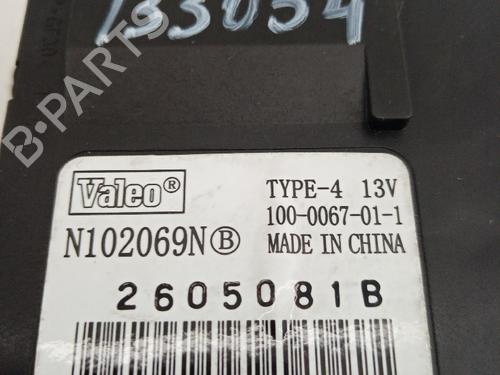 133054
B-PARTS
Valeo®
TYPE-4 13V
100-0067-01-1
N102069N Ⓑ
MADE IN CHINA
2605081B